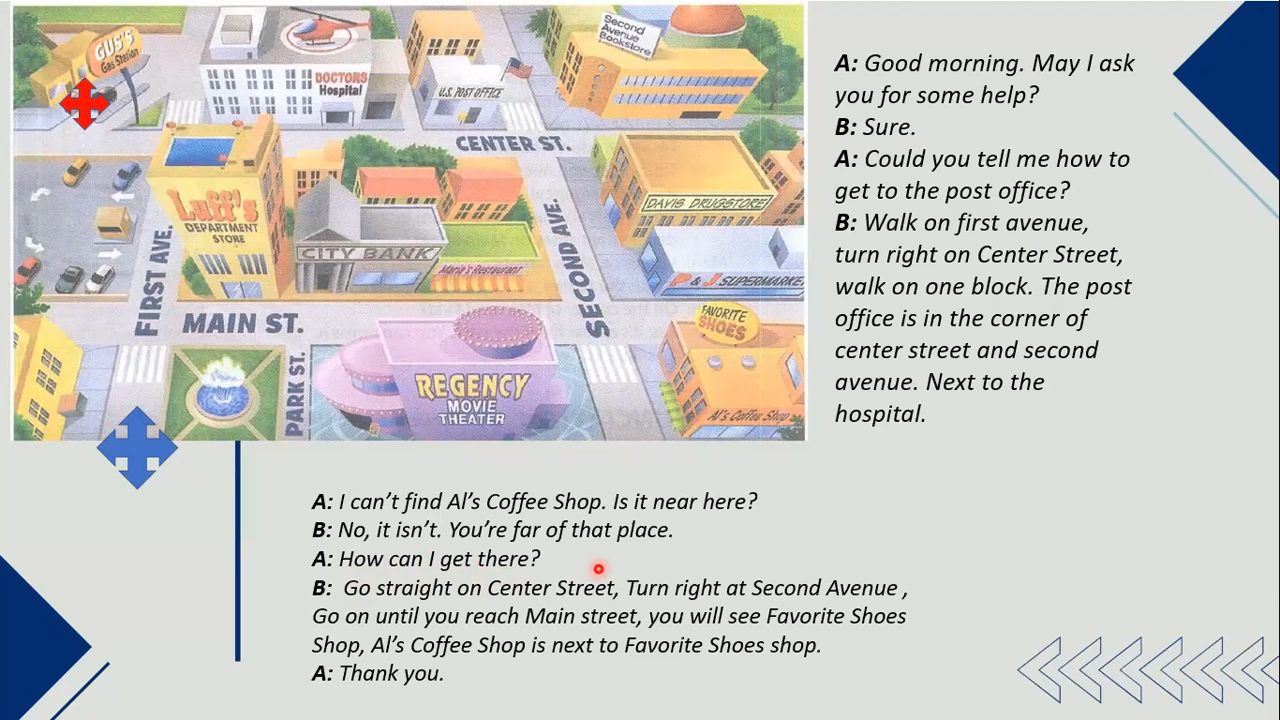 GUS'S
Gas Station
DOCTORS
Hospital
U.S. POST OFFICE
Second
Avenue
Bookstore
CENTER ST.
Luff's
DEPARTMENT
STORE
CITY BANK
Maria's Restaurant
DAVIS DRUGSTORE
P & J SUPERMARKE
FIRST AVE.
SECOND AVE.
MAIN ST.
PARK ST.
REGENCY
MOVIE
THEATER
FAVORITE
SHOES
Al's Coffee Shop
A: Good morning. May I ask
you for some help?
B: Sure.
A: Could you tell me how to
get to the post office?
B: Walk on first avenue,
turn right on Center Street,
walk on one block. The post
office is in the corner of
center street and second
avenue. Next to the
hospital.
A: I can't find Al's Coffee Shop. Is it near here?
B: No, it isn't. You're far of that place.
A: How can I get there?
B: Go straight on Center Street, Turn right at Second Avenue ,
Go on until you reach Main street, you will see Favorite Shoes
Shop, Al's Coffee Shop is next to Favorite Shoes shop.
A: Thank you.